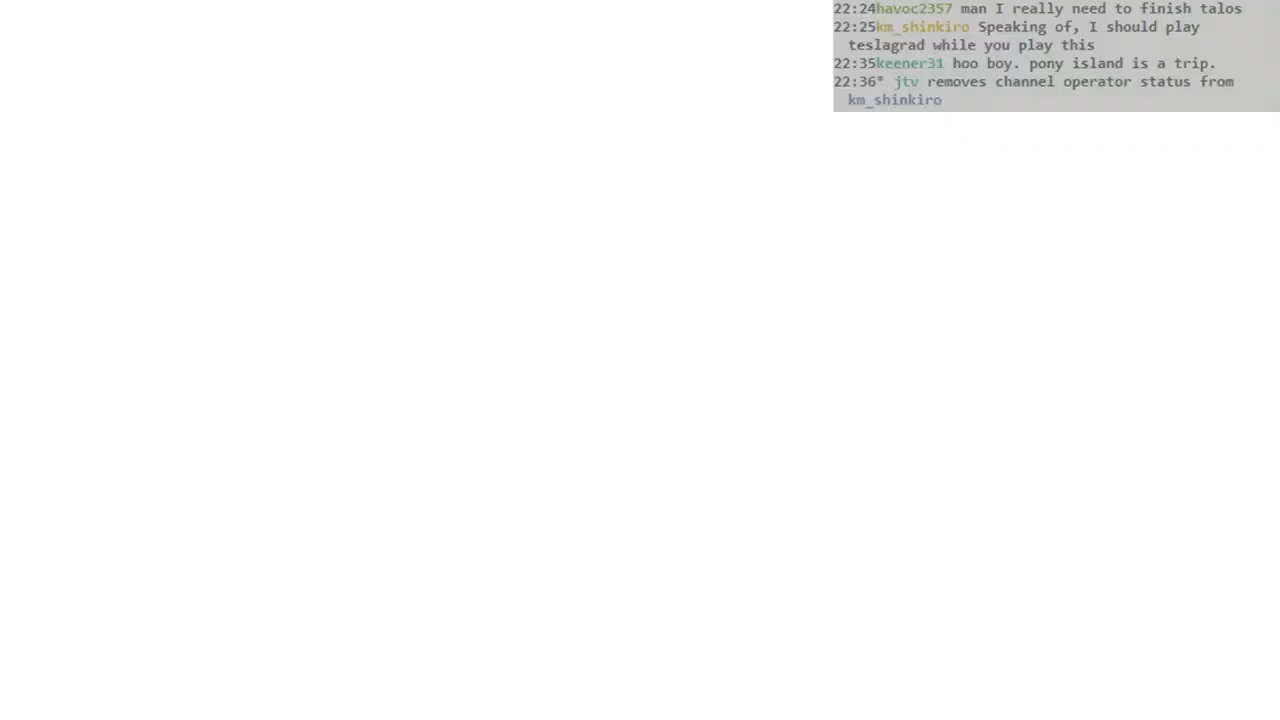 22:24havoc2357 man I really need to finish talos
22:25km_shinkiro Speaking of, I should play
teslagrad while you play this
22:35keener31 hoo boy. pony island is a trip.
22:36* jtv removes channel operator status from
km_shinkiro